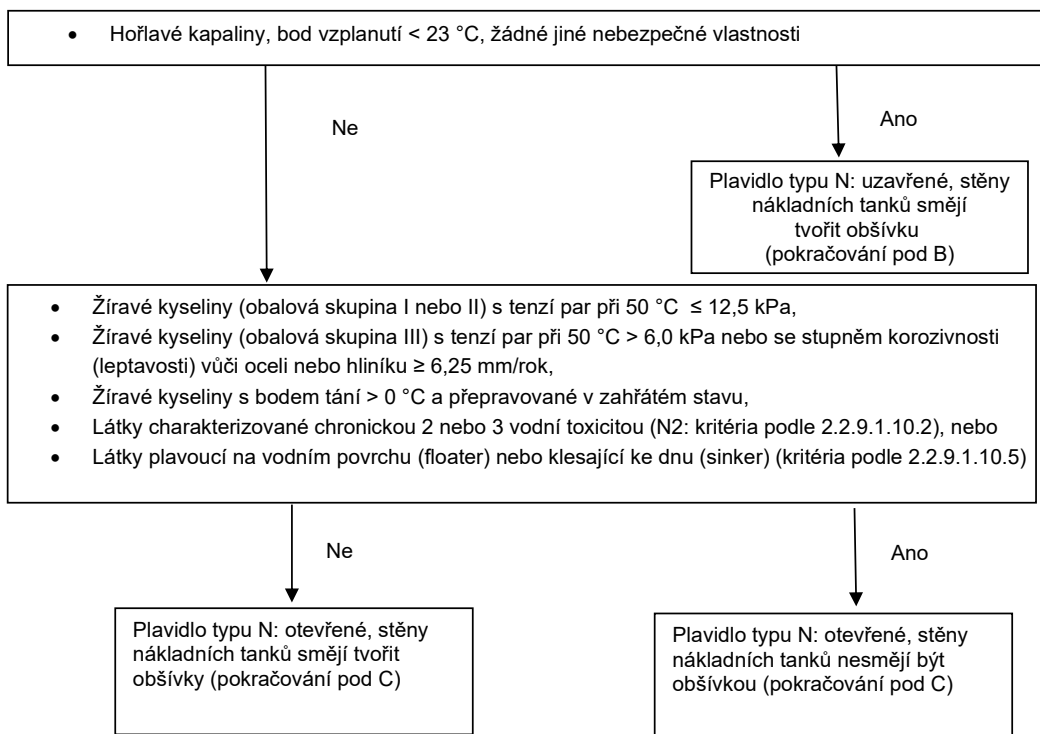 • Hořlavé kapaliny, bod vzplanutí < 23 °C, žádné jiné nebezpečné vlastnosti
Ne
Ano
Plavidlo typu N: uzavřené, stěny
nákladních tanků smějí
tvořit obšívku
(pokračování pod B)
• Žíravé kyseliny (obalová skupina I nebo II) s tenzí par při 50 °C ≤ 12,5 kPa,
• Žíravé kyseliny (obalová skupina III) s tenzí par při 50 °C > 6,0 kPa nebo se stupněm korozivnosti
(leptavosti) vůči oceli nebo hliníku ≥ 6,25 mm/rok,
• Žíravé kyseliny s bodem tání > 0 °C a přepravované v zahřátém stavu,
• Látky charakterizované chronickou 2 nebo 3 vodní toxicitou (N2: kritéria podle 2.2.9.1.10.2), nebo
• Látky plavoucí na vodním povrchu (floater) nebo klesající ke dnu (sinker) (kritéria podle 2.2.9.1.10.5)
Ne
Ano
Plavidlo typu N: otevřené, stěny
nákladních tanků smějí tvořit
obšívky (pokračování pod C)
Plavidlo typu N: otevřené, stěny
nákladních tanků nesmějí být
obšívkou (pokračování pod C)